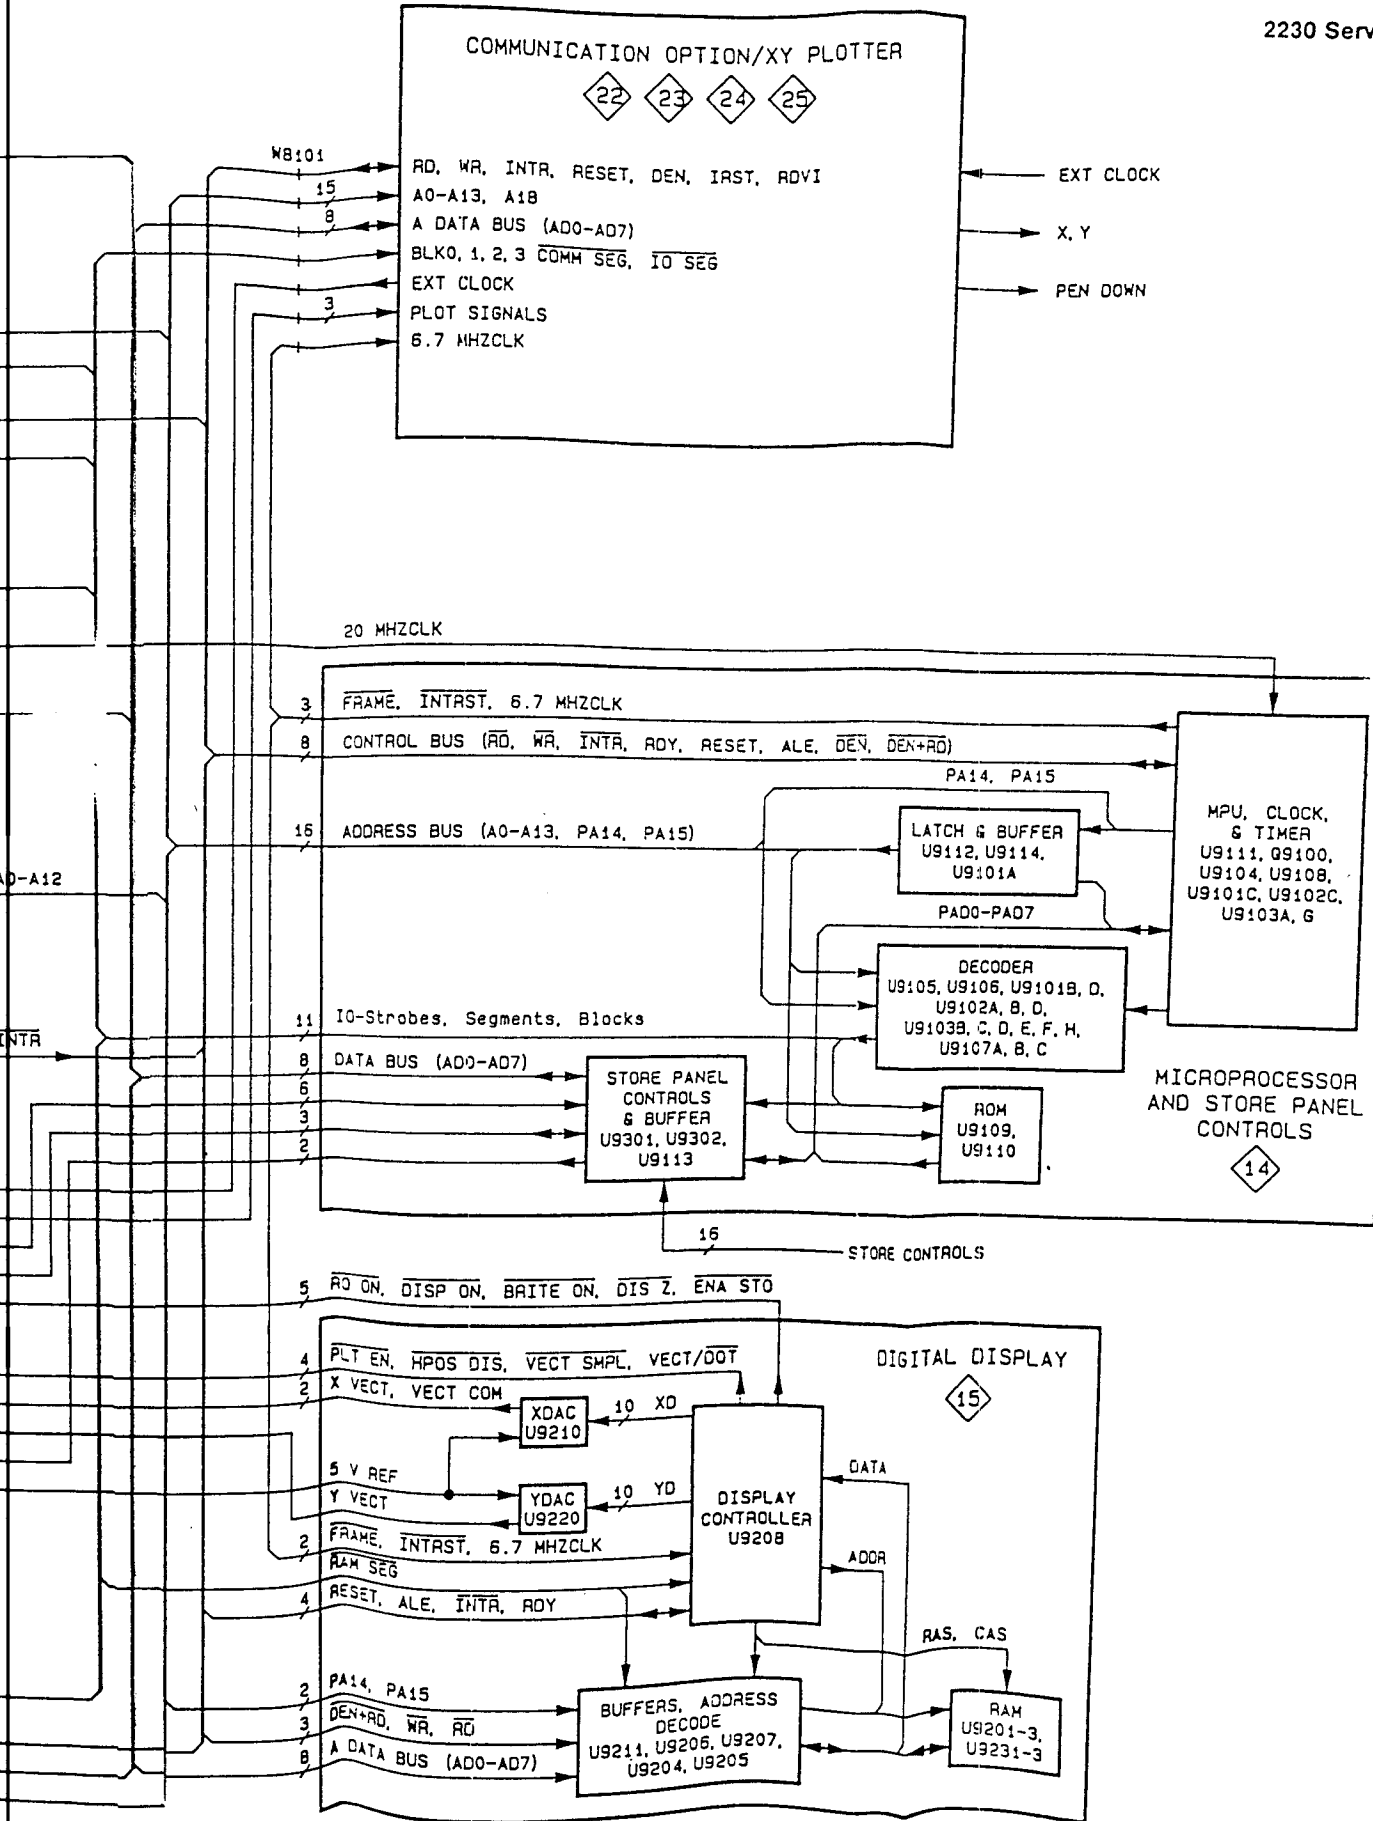 2230 Serv
COMMUNICATION OPTION/XY PLOTTER
22 23 24 25
W8101
RD, WR, INTR, RESET, DEN, IRST, RDVI
15
A0-A13, A18
8
A DATA BUS (AD0-AD7)
BLK0, 1, 2, 3 COMM SEG, IO SEG
EXT CLOCK
3
PLOT SIGNALS
6.7 MHZCLK
EXT CLOCK
X, Y
PEN DOWN
20 MHZCLK
3 FRAME, INTRST, 6.7 MHZCLK
8 CONTROL BUS (RD, WR, INTR, RDY, RESET, ALE, DEN, DEN+RD)
PA14, PA15
16 ADDRESS BUS (A0-A13, PA14, PA15)
LATCH & BUFFER
U9112, U9114,
U9101A
MPU, CLOCK,
& TIMER
U9111, Q9100,
U9104, U9108,
U9101C, U9102C,
U9103A, G
A0-A12
PAD0-PAD7
DECODER
U9105, U9106, U9101B, D,
U9102A, B, D,
U9103B, C, D, E, F, H,
U9107A, B, C
INTR
11 IO-Strobes, Segments, Blocks
8 DATA BUS (AD0-AD7)
6
3
2
STORE PANEL
CONTROLS
& BUFFER
U9301, U9302,
U9113
ROM
U9109,
U9110
MICROPROCESSOR
AND STORE PANEL
CONTROLS
14
16
STORE CONTROLS
5 RO ON, DISP ON, BRITE ON, DIS Z, ENA STO
4 PLT EN, HPOS DIS, VECT SMPL, VECT/DOT
DIGITAL DISPLAY
15
2 X VECT, VECT COM
XDAC
U9210
10 XD
5 V REF
Y VECT
YDAC
U9220
10 YD
DISPLAY
CONTROLLER
U9208
DATA
ADDR
2 FRAME, INTRST, 6.7 MHZCLK
RAM SEG
4 RESET, ALE, INTR, RDY
RAS, CAS
2 PA14, PA15
3 DEN+RD, WR, RD
8 A DATA BUS (AD0-AD7)
BUFFERS, ADDRESS
DECODE
U9211, U9206, U9207,
U9204, U9205
RAM
U9201-3,
U9231-3